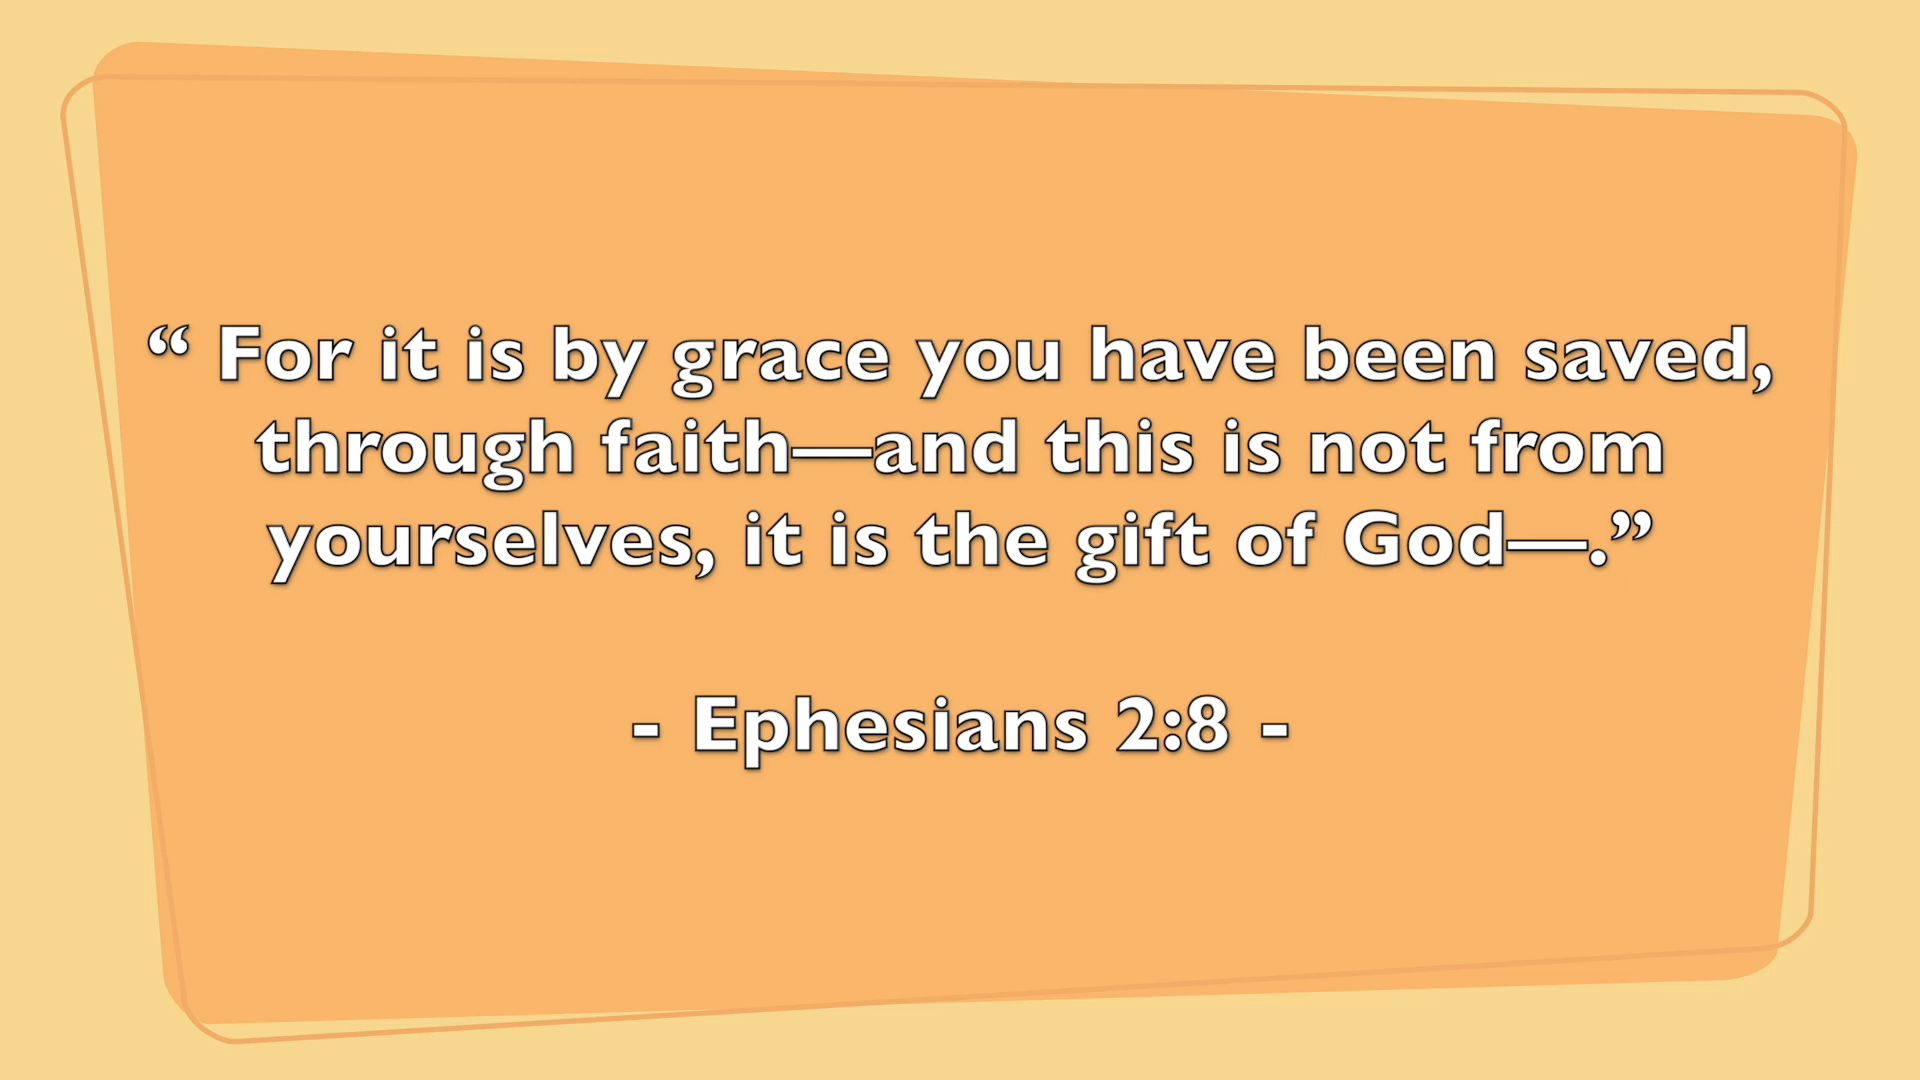 “ For it is by grace you have been saved,
through faith—and this is not from
yourselves, it is the gift of God—.”
- Ephesians 2:8 -